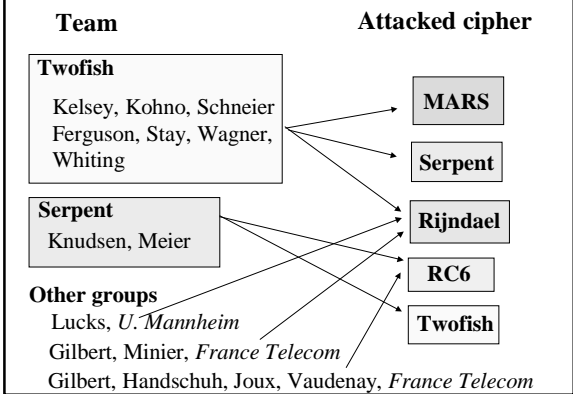 Team
Attacked cipher
Twofish
Kelsey, Kohno, Schneier
Ferguson, Stay, Wagner,
Whiting
Serpent
Knudsen, Meier
Other groups
Lucks, U. Mannheim
Gilbert, Minier, France Telecom
Gilbert, Handschuh, Joux, Vaudenay, France Telecom
MARS
Serpent
Rijndael
RC6
Twofish